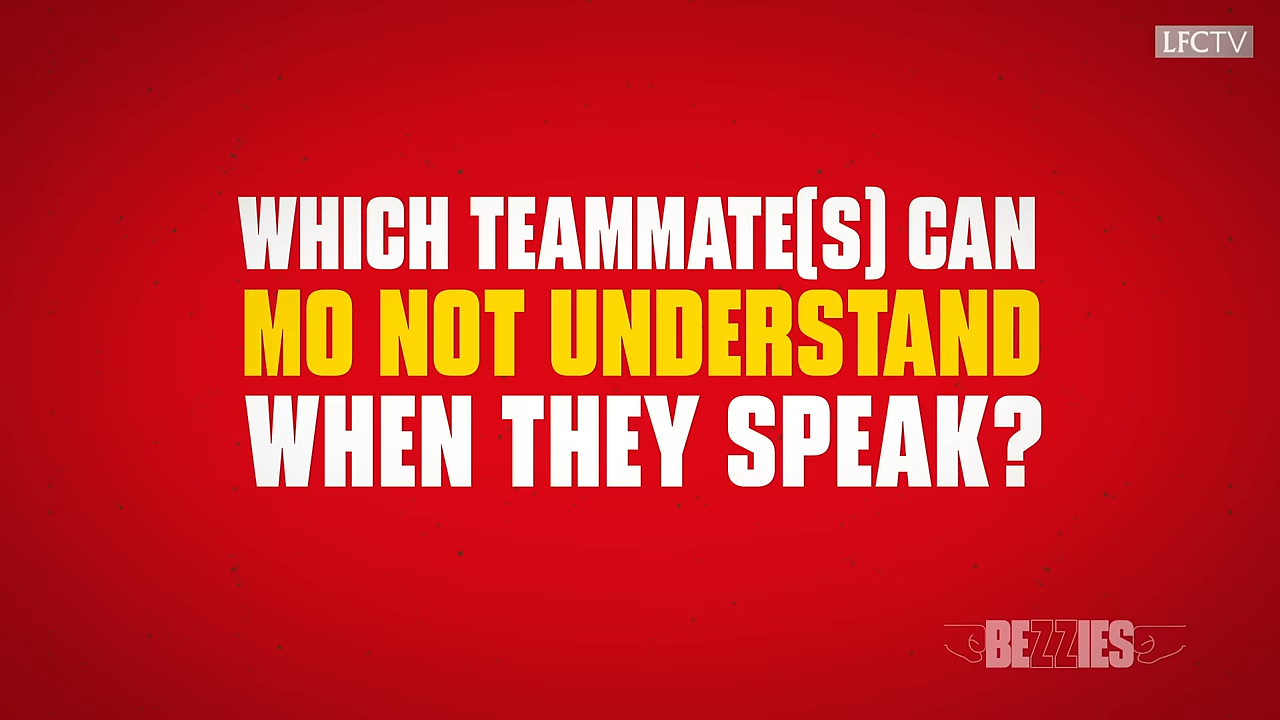 LFCTV
WHICH TEAMMATE(S) CAN
MO NOT UNDERSTAND
WHEN THEY SPEAK?
BEZZIES